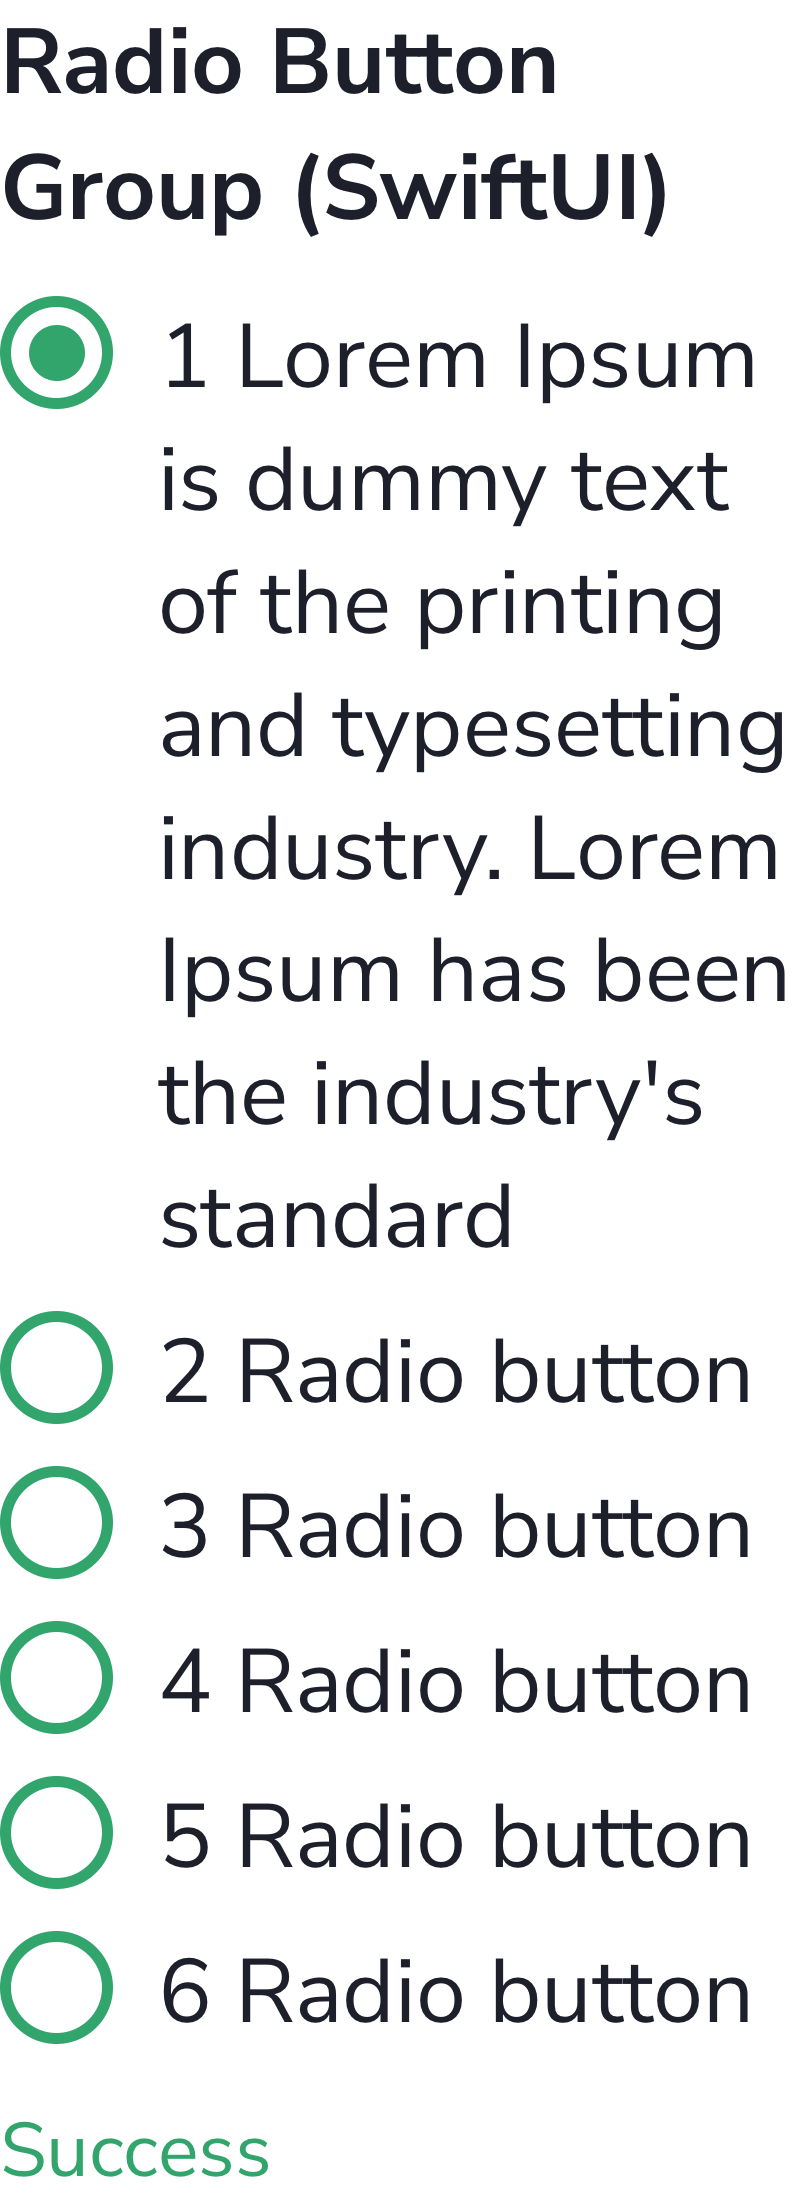 Radio Button
Group (SwiftUI)
1 Lorem Ipsum
is dummy text
of the printing
and typesetting
industry. Lorem
Ipsum has been
the industry's
standard
2 Radio button
3 Radio button
4 Radio button
5 Radio button
6 Radio button
Success